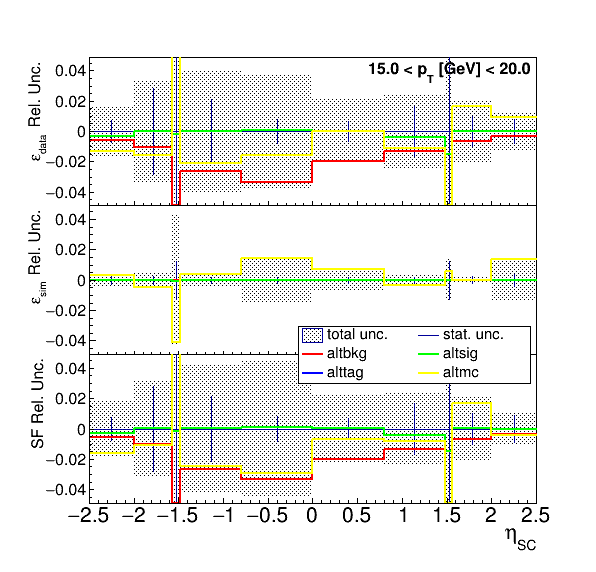 15.0 < p_T [GeV] < 20.0
ε_data Rel. Unc.
0.04
0.02
0
−0.02
−0.04
ε_sim Rel. Unc.
0.04
0.02
0
−0.02
−0.04
total unc. stat. unc.
altbkg altsig
alttag altmc
SF Rel. Unc.
0.04
0.02
0
−0.02
−0.04
−2.5 −2 −1.5 −1 −0.5 0 0.5 1 1.5 2 2.5
η_SC